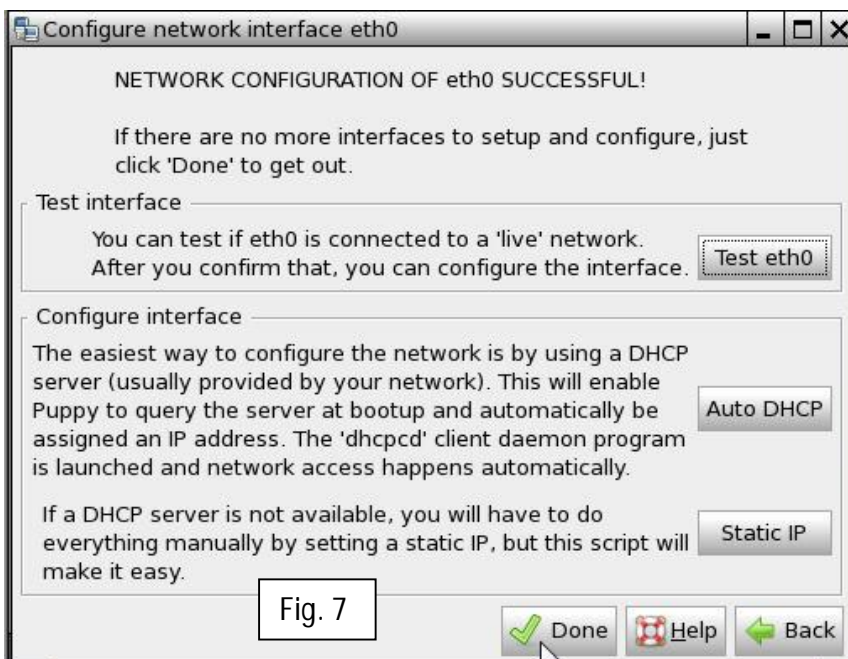 Configure network interface eth0
NETWORK CONFIGURATION OF eth0 SUCCESSFUL!
If there are no more interfaces to setup and configure, just
click 'Done' to get out.
Test interface
You can test if eth0 is connected to a 'live' network.
After you confirm that, you can configure the interface.
Test eth0
Configure interface
The easiest way to configure the network is by using a DHCP
server (usually provided by your network). This will enable
Puppy to query the server at bootup and automatically be
assigned an IP address. The 'dhcpcd' client daemon program
is launched and network access happens automatically.
Auto DHCP
If a DHCP server is not available, you will have to do
everything manually by setting a static IP, but this script will
make it easy.
Static IP
Fig. 7
Done
Help
Back